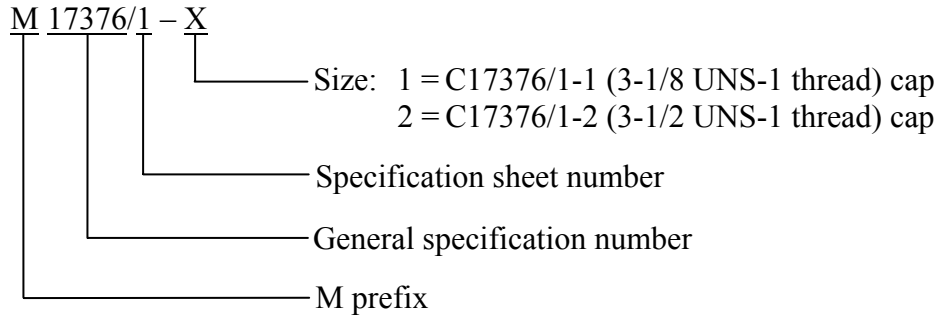 M 17376/1 – X
Size: 1 = C17376/1-1 (3-1/8 UNS-1 thread) cap
2 = C17376/1-2 (3-1/2 UNS-1 thread) cap
Specification sheet number
General specification number
M prefix